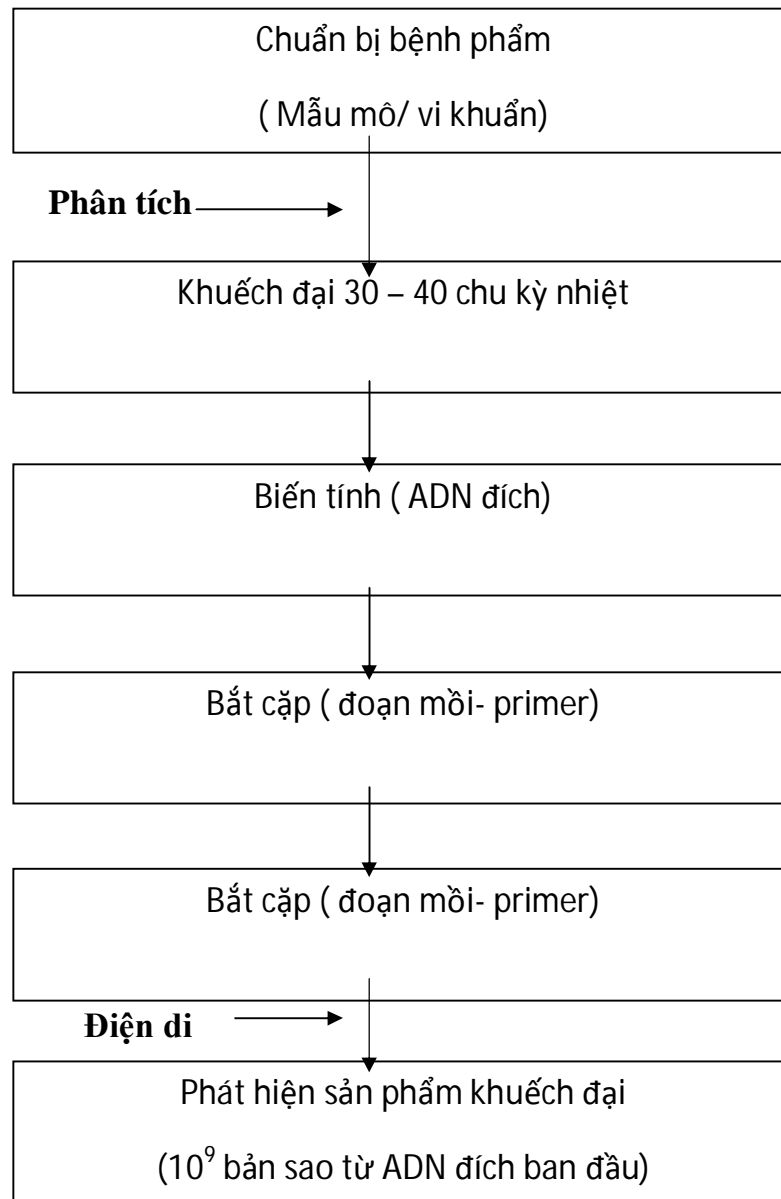 Chuẩn bị bệnh phẩm
( Mẫu mô/ vi khuẩn)
Phân tích
Khuếch đại 30 – 40 chu kỳ nhiệt
Biến tính ( ADN đích)
Bắt cặp ( đoạn mồi- primer)
Bắt cặp ( đoạn mồi- primer)
Điện di
Phát hiện sản phẩm khuếch đại
(10⁹ bản sao từ ADN đích ban đầu)